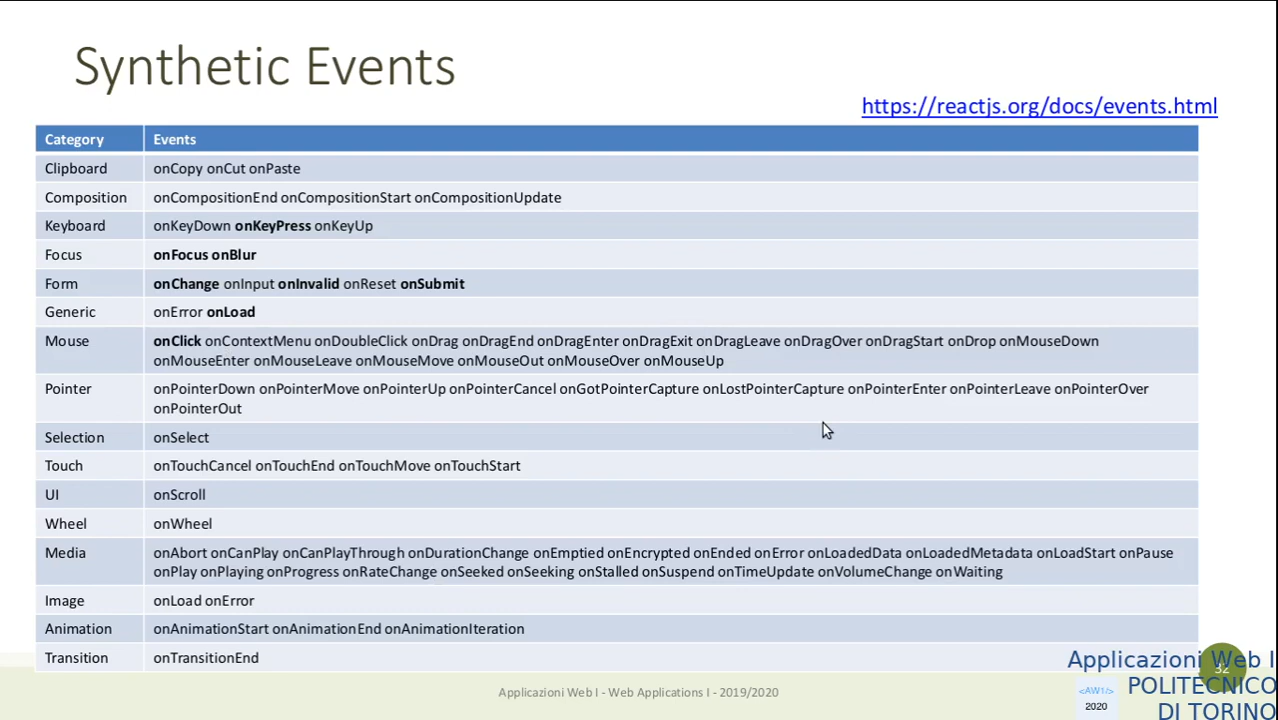 Synthetic Events
https://reactjs.org/docs/events.html
Category Events
Clipboard onCopy onCut onPaste
Composition onCompositionEnd onCompositionStart onCompositionUpdate
Keyboard onKeyDown onKeyPress onKeyUp
Focus onFocus onBlur
Form onChange onInput onInvalid onReset onSubmit
Generic onError onLoad
Mouse onClick onContextMenu onDoubleClick onDrag onDragEnd onDragEnter onDragExit onDragLeave onDragOver onDragStart onDrop onMouseDown
onMouseEnter onMouseLeave onMouseMove onMouseOut onMouseOver onMouseUp
Pointer onPointerDown onPointerMove onPointerUp onPointerCancel onGotPointerCapture onLostPointerCapture onPointerEnter onPointerLeave onPointerOver
onPointerOut
Selection onSelect
Touch onTouchCancel onTouchEnd onTouchMove onTouchStart
UI onScroll
Wheel onWheel
Media onAbort onCanPlay onCanPlayThrough onDurationChange onEmptied onEncrypted onEnded onError onLoadedData onLoadedMetadata onLoadStart onPause
onPlay onPlaying onProgress onRateChange onSeeked onSeeking onStalled onSuspend onTimeUpdate onVolumeChange onWaiting
Image onLoad onError
Animation onAnimationStart onAnimationEnd onAnimationIteration
Transition onTransitionEnd
Applicazioni Web I - Web Applications I - 2019/2020
32
Applicazioni Web I
POLITECNICO
DI TORINO
<AW1/>
2020